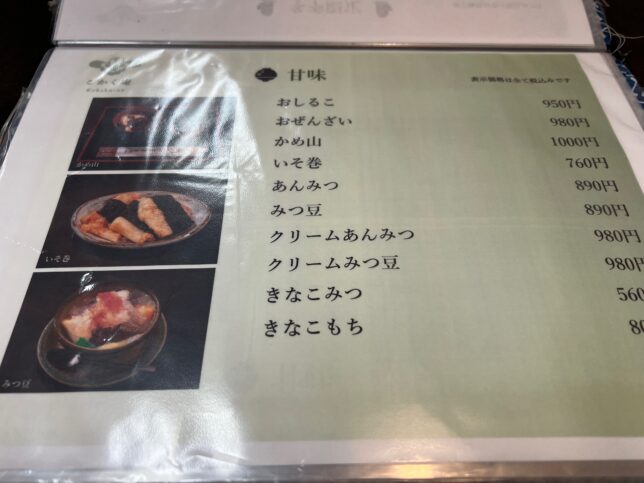 甘味
表示価格は全て税込みです
おしるこ 950円
おぜんざい 980円
かめ山 1000円
いそ巻 760円
あんみつ 890円
みつ豆 890円
クリームあんみつ 980円
クリームみつ豆 980円
きなこみつ 560
きなこもち 80
かめ山
いそ巻
みつ豆